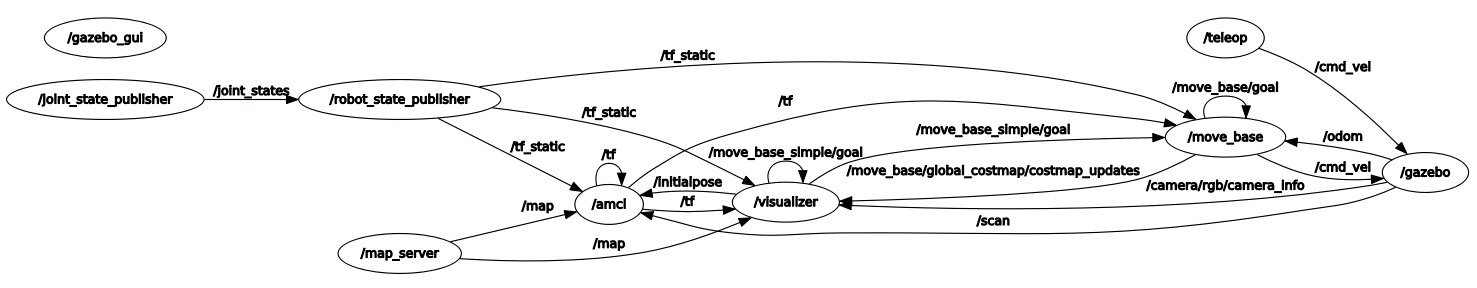 /gazebo_gui
/teleop
/tf_static
/cmd_vel
/joint_state_publisher
/joint_states
/robot_state_publisher
/tf
/move_base/goal
/tf_static
/move_base_simple/goal
/move_base
/odom
/tf_static
/tf
/move_base_simple/goal
/move_base/global_costmap/costmap_updates
/cmd_vel
/gazebo
/initialpose
/camera/rgb/camera_info
/map
/amcl
/tf
/visualizer
/scan
/map_server
/map